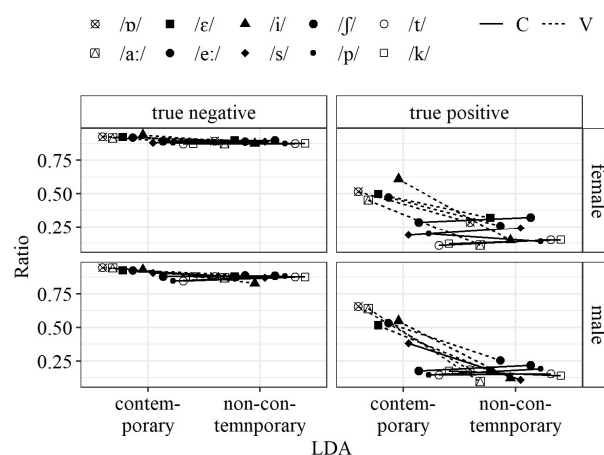 /ɒ/ /ɛ/ /i/ /ʃ/ /t/ C V
/aː/ /eː/ /s/ /p/ /k/
true negative true positive
0.75
0.50
0.25
female
0.75
0.50
0.25
male
Ratio
contem-
porary
non-con-
temnporary
contem-
porary
non-con-
temnporary
LDA